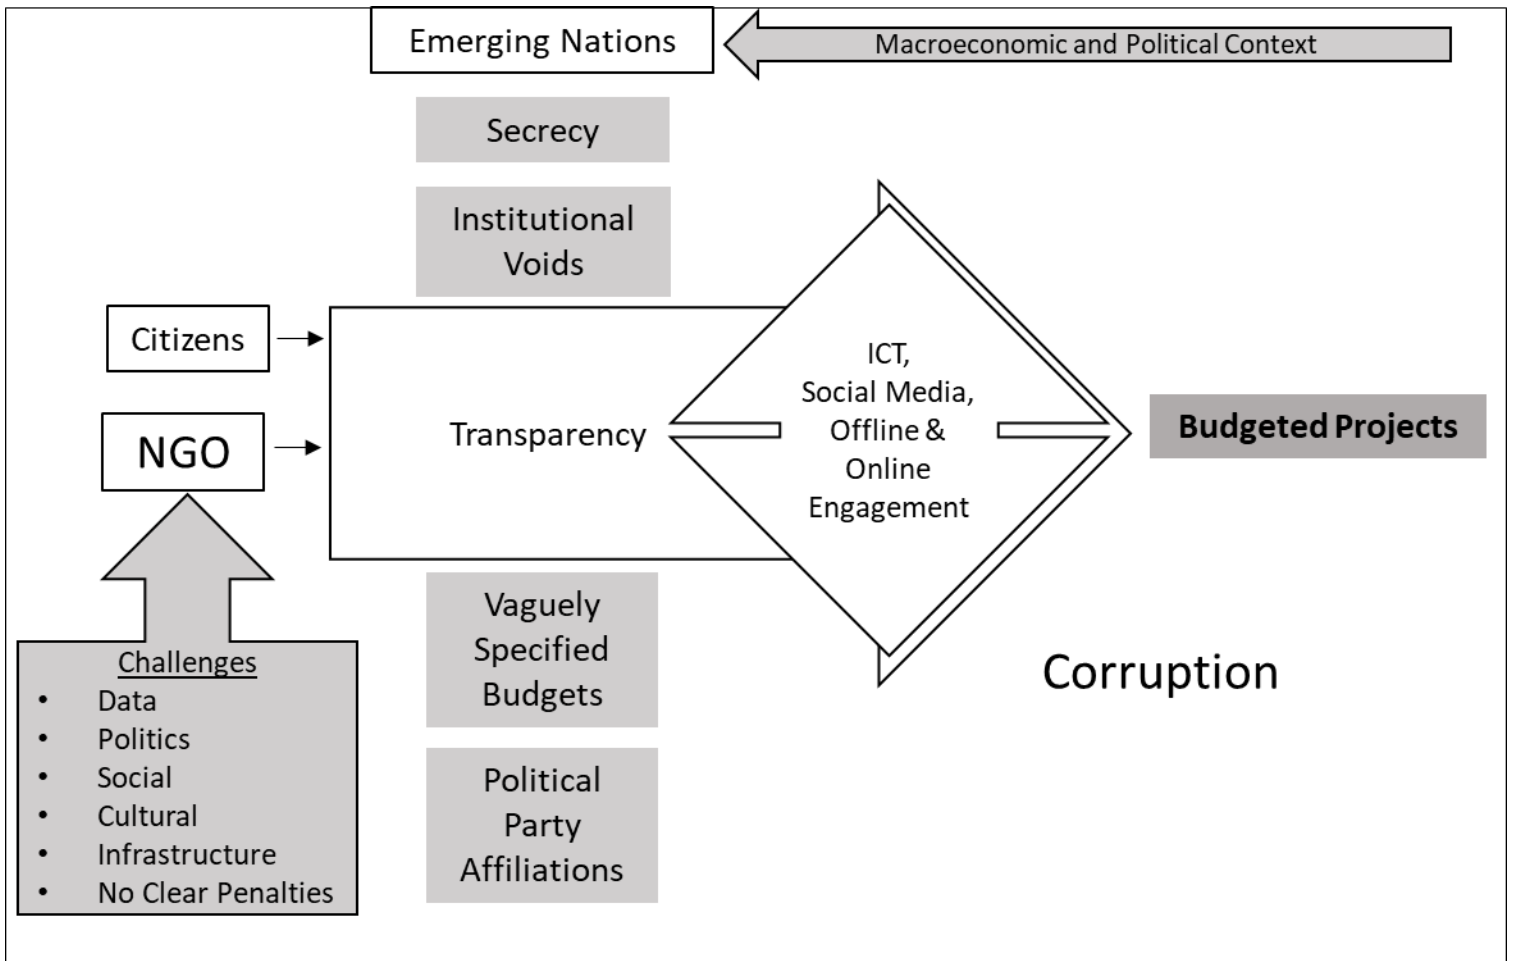 Emerging Nations
Macroeconomic and Political Context
Secrecy
Institutional
Voids
Citizens
NGO
Transparency
ICT,
Social Media,
Offline &
Online
Engagement
Budgeted Projects
Vaguely
Specified
Budgets
Political
Party
Affiliations
Corruption
Challenges
• Data
• Politics
• Social
• Cultural
• Infrastructure
• No Clear Penalties